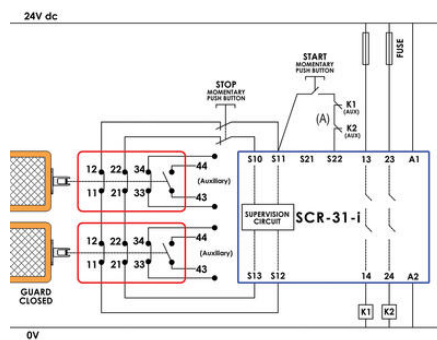 24V dc
START
MOMENTARY
PUSH BUTTON
STOP
MOMENTARY
PUSH BUTTON
FUSE
K1
(AUX)
(A)
K2
(AUX)
12 22 34 44
(Auxiliary)
11 21 33 43
S10 S11 S21 S22 13 23 A1
SUPERVISION
CIRCUIT
SCR-31-i
12 22 34 44
(Auxiliary)
11 21 33 43
S13 S12 14 24 A2
GUARD
CLOSED
K1 K2
0V